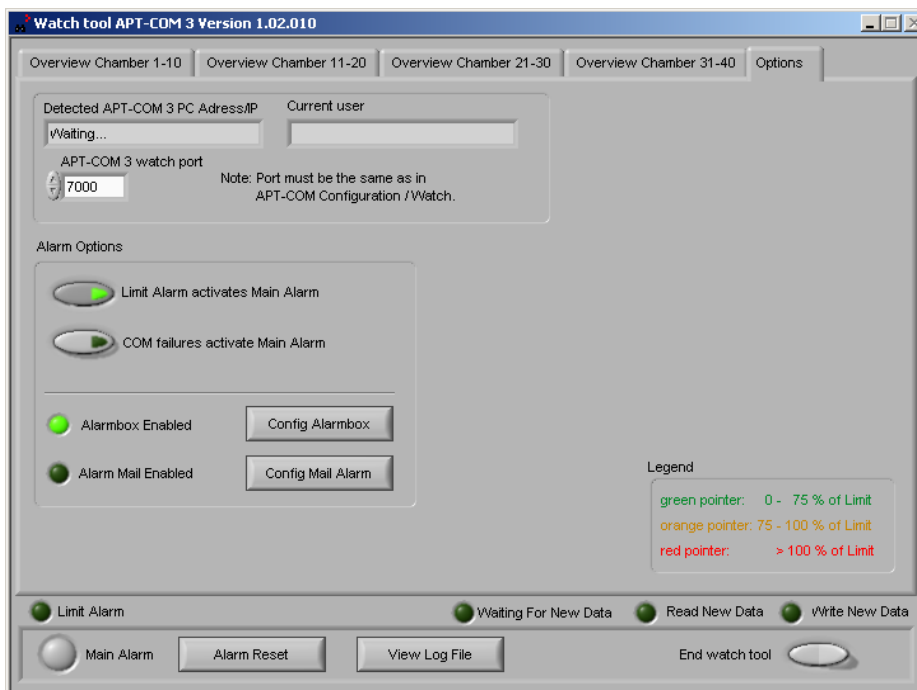 Watch tool APT-COM 3 Version 1.02.010
Overview Chamber 1-10 Overview Chamber 11-20 Overview Chamber 21-30 Overview Chamber 31-40 Options
Detected APT-COM 3 PC Adress/IP Current user
Waiting...
APT-COM 3 watch port
7000
Note: Port must be the same as in
APT-COM Configuration / Watch.
Alarm Options
Limit Alarm activates Main Alarm
COM failures activate Main Alarm
Alarmbox Enabled Config Alarmbox
Alarm Mail Enabled Config Mail Alarm
Legend
green pointer: 0 - 75 % of Limit
orange pointer: 75 - 100 % of Limit
red pointer: > 100 % of Limit
Limit Alarm Waiting For New Data Read New Data Write New Data
Main Alarm Alarm Reset View Log File End watch tool